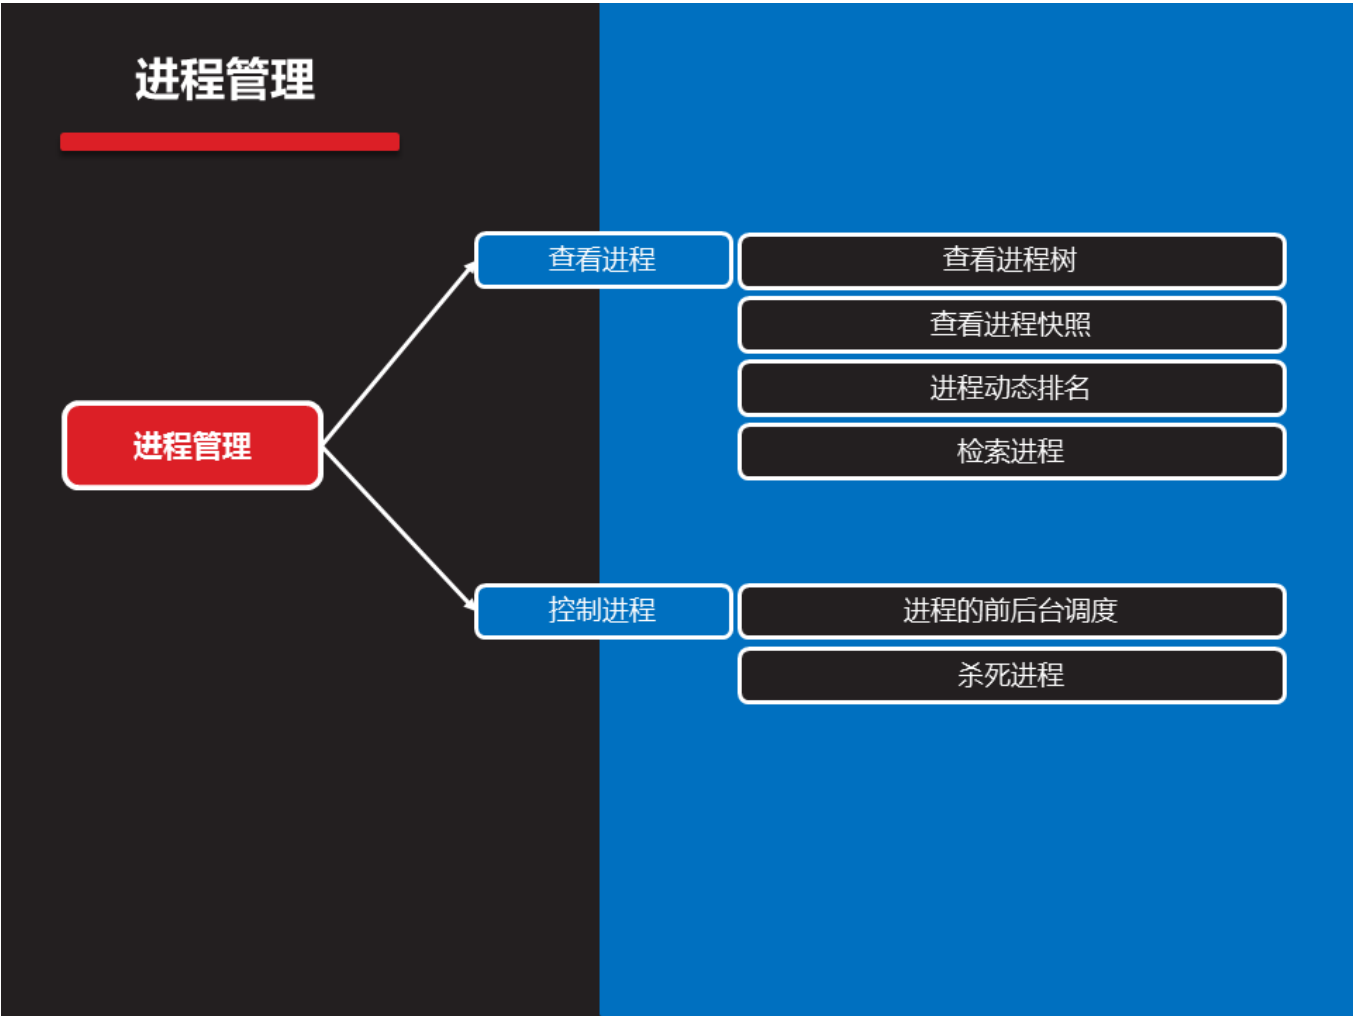 进程管理
查看进程
查看进程树
查看进程快照
进程动态排名
检索进程
进程管理
控制进程
进程的前后台调度
杀死进程